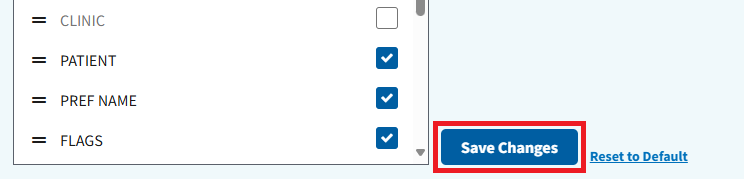 CLINIC
PATIENT
PREF NAME
FLAGS
Save Changes
Reset to Default